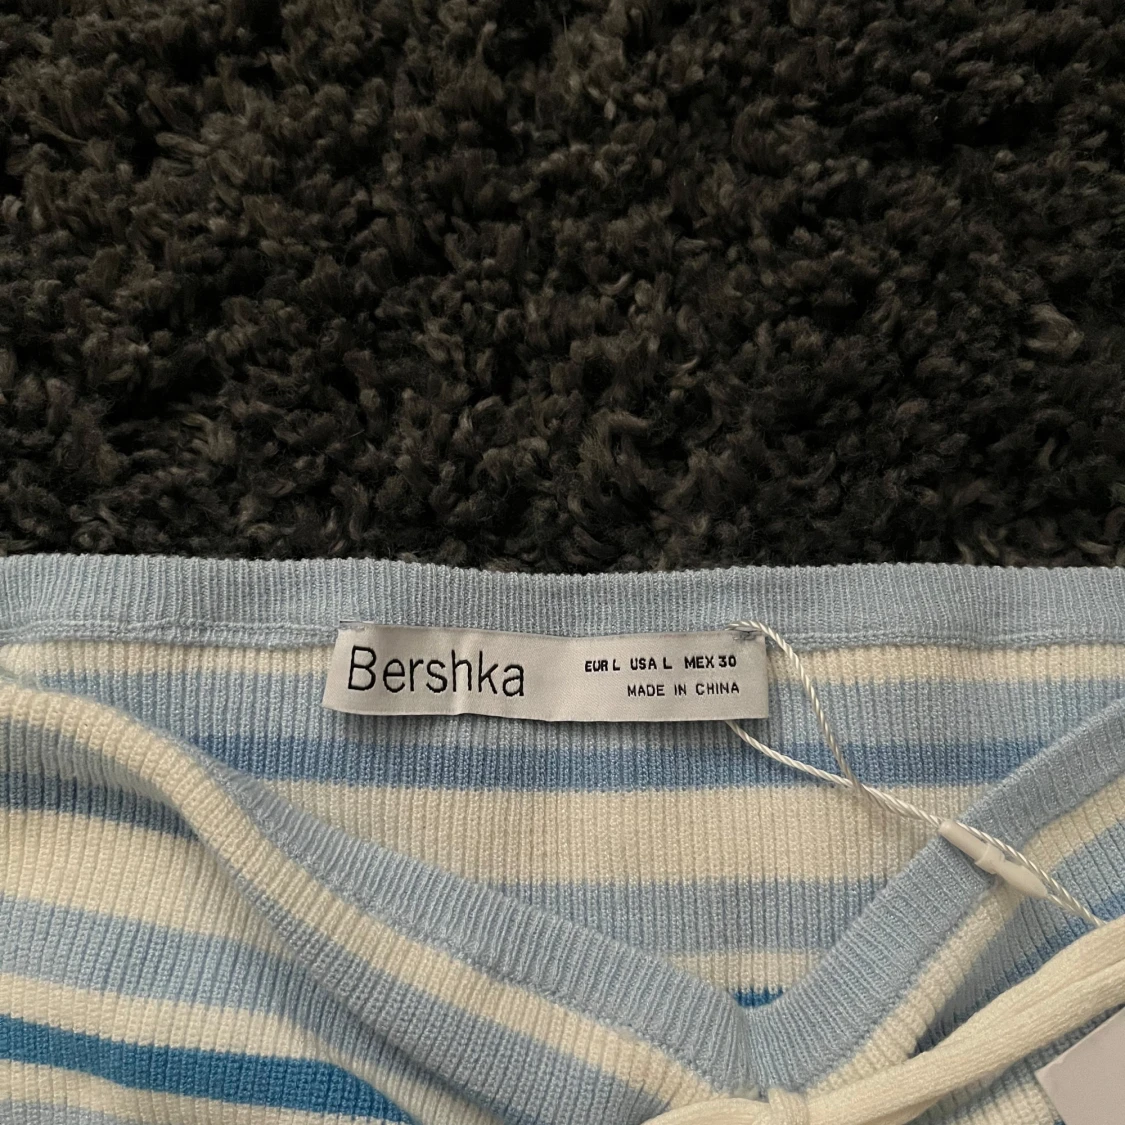 Bershka
EUR L USA L MEX 30
MADE IN CHINA